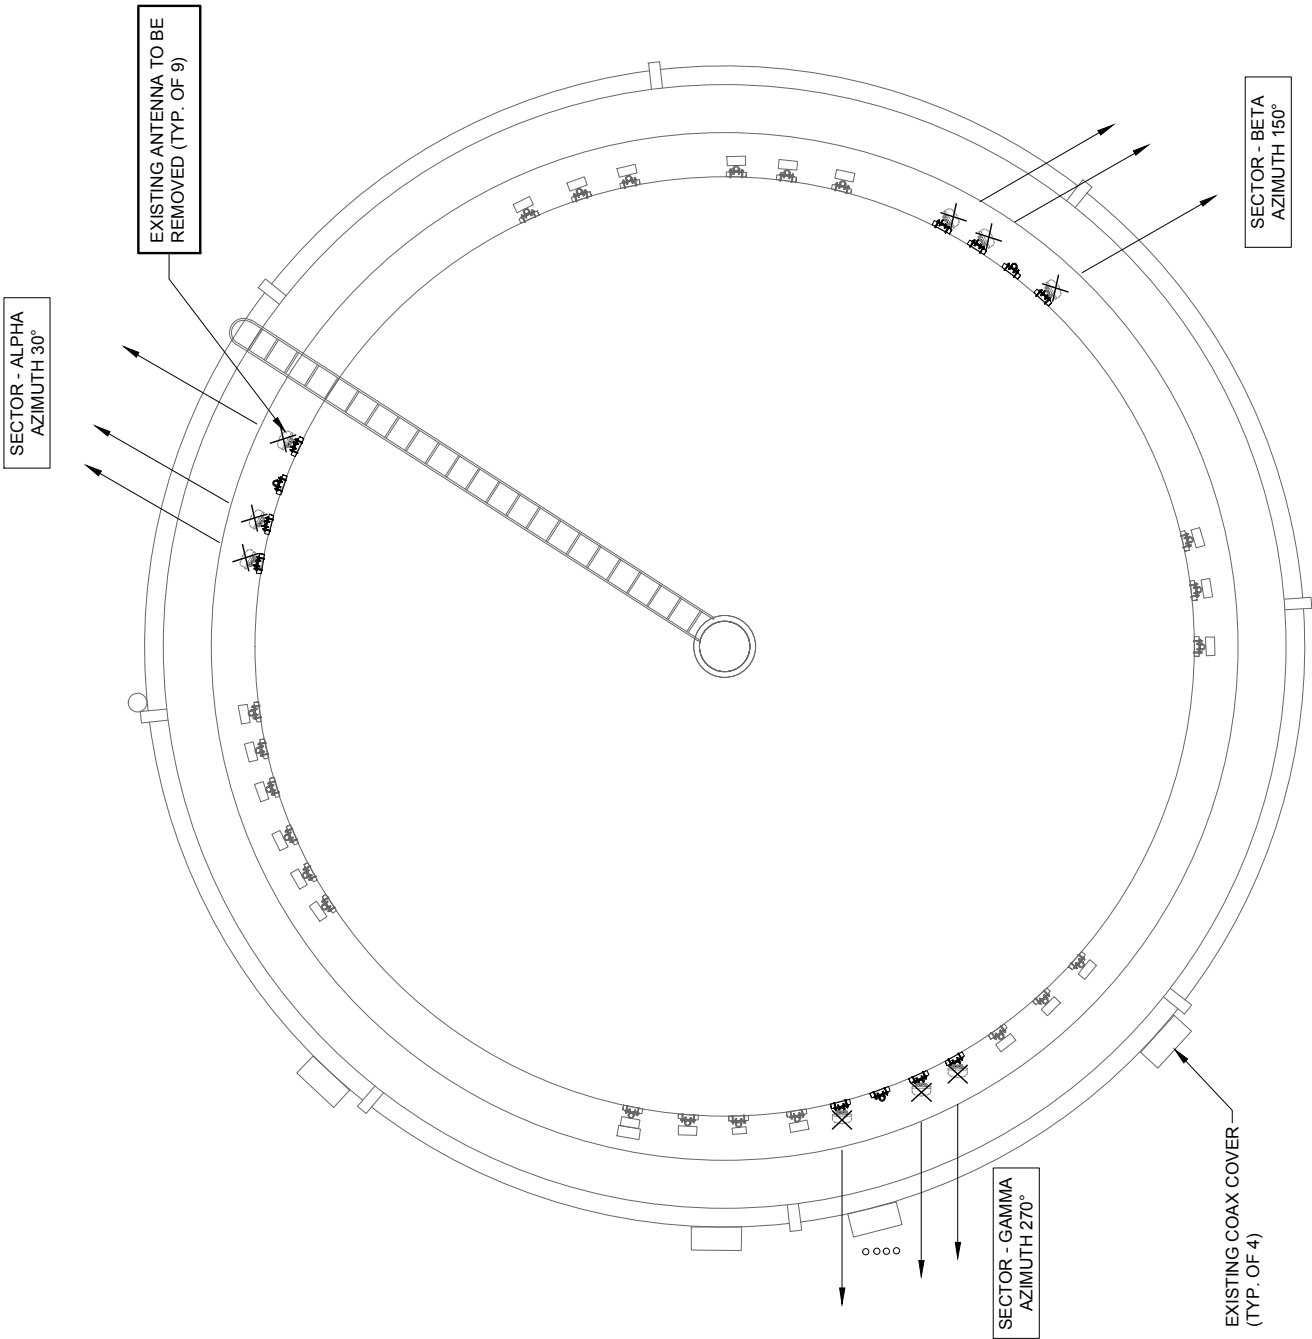 EXISTING ANTENNA TO BE
REMOVED (TYP. OF 9)
SECTOR - ALPHA
AZIMUTH 30°
SECTOR - BETA
AZIMUTH 150°
SECTOR - GAMMA
AZIMUTH 270°
EXISTING COAX COVER
(TYP. OF 4)